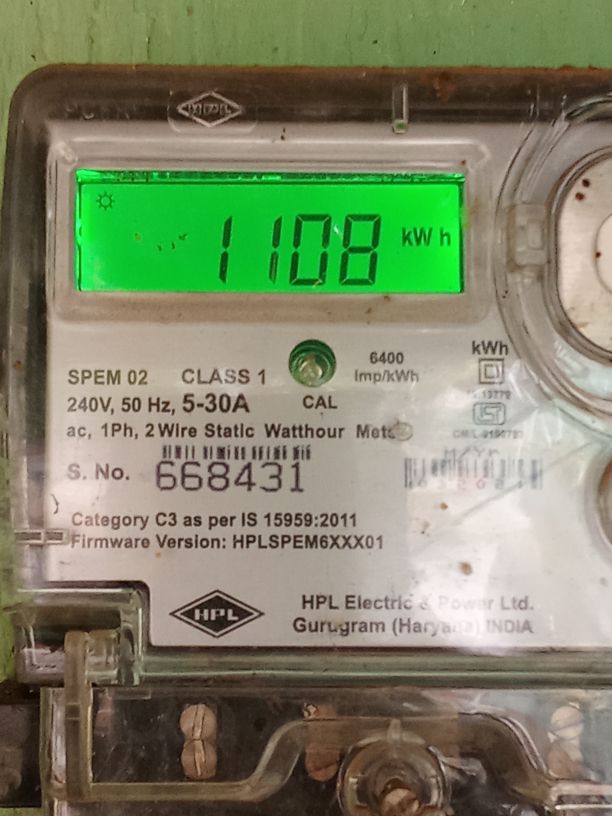 HPL
1108 kWh
6400
Imp/kWh
kWh
SPEM 02 CLASS 1
240V, 50 Hz, 5-30A
CAL
ac, 1Ph, 2 Wire Static Watthour
M/Yr
S. No. 668431
Category C3 as per IS 15959:2011
Firmware Version: HPLSPEM6XXX01
HPL
HPL Electric & Power Ltd.
Gurugram (Haryana) INDIA